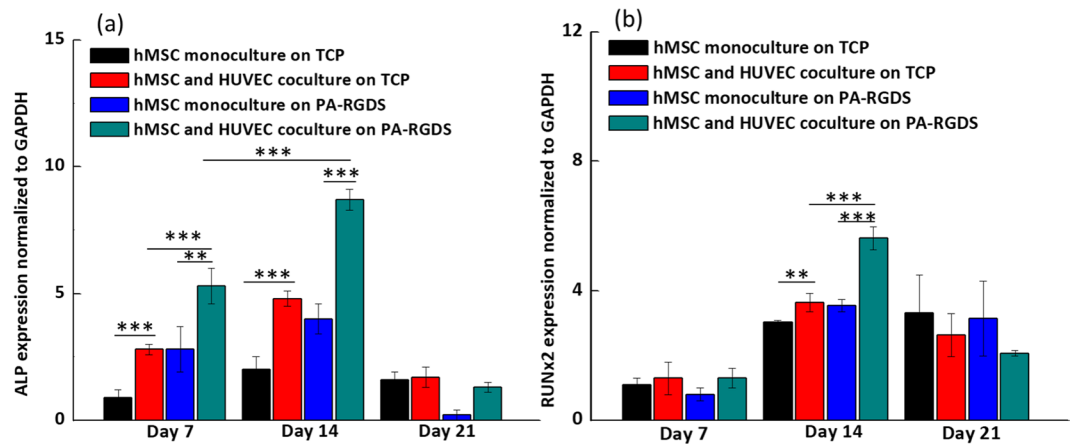 (a)
ALP expression normalized to GAPDH
15
10
5
0
hMSC monoculture on TCP
hMSC and HUVEC coculture on TCP
hMSC monoculture on PA-RGDS
hMSC and HUVEC coculture on PA-RGDS
***
***
***
**
***
***
Day 7
Day 14
Day 21
(b)
RUNx2 expression normalized to GAPDH
12
8
4
0
hMSC monoculture on TCP
hMSC and HUVEC coculture on TCP
hMSC monoculture on PA-RGDS
hMSC and HUVEC coculture on PA-RGDS
***
***
**
Day 7
Day 14
Day 21